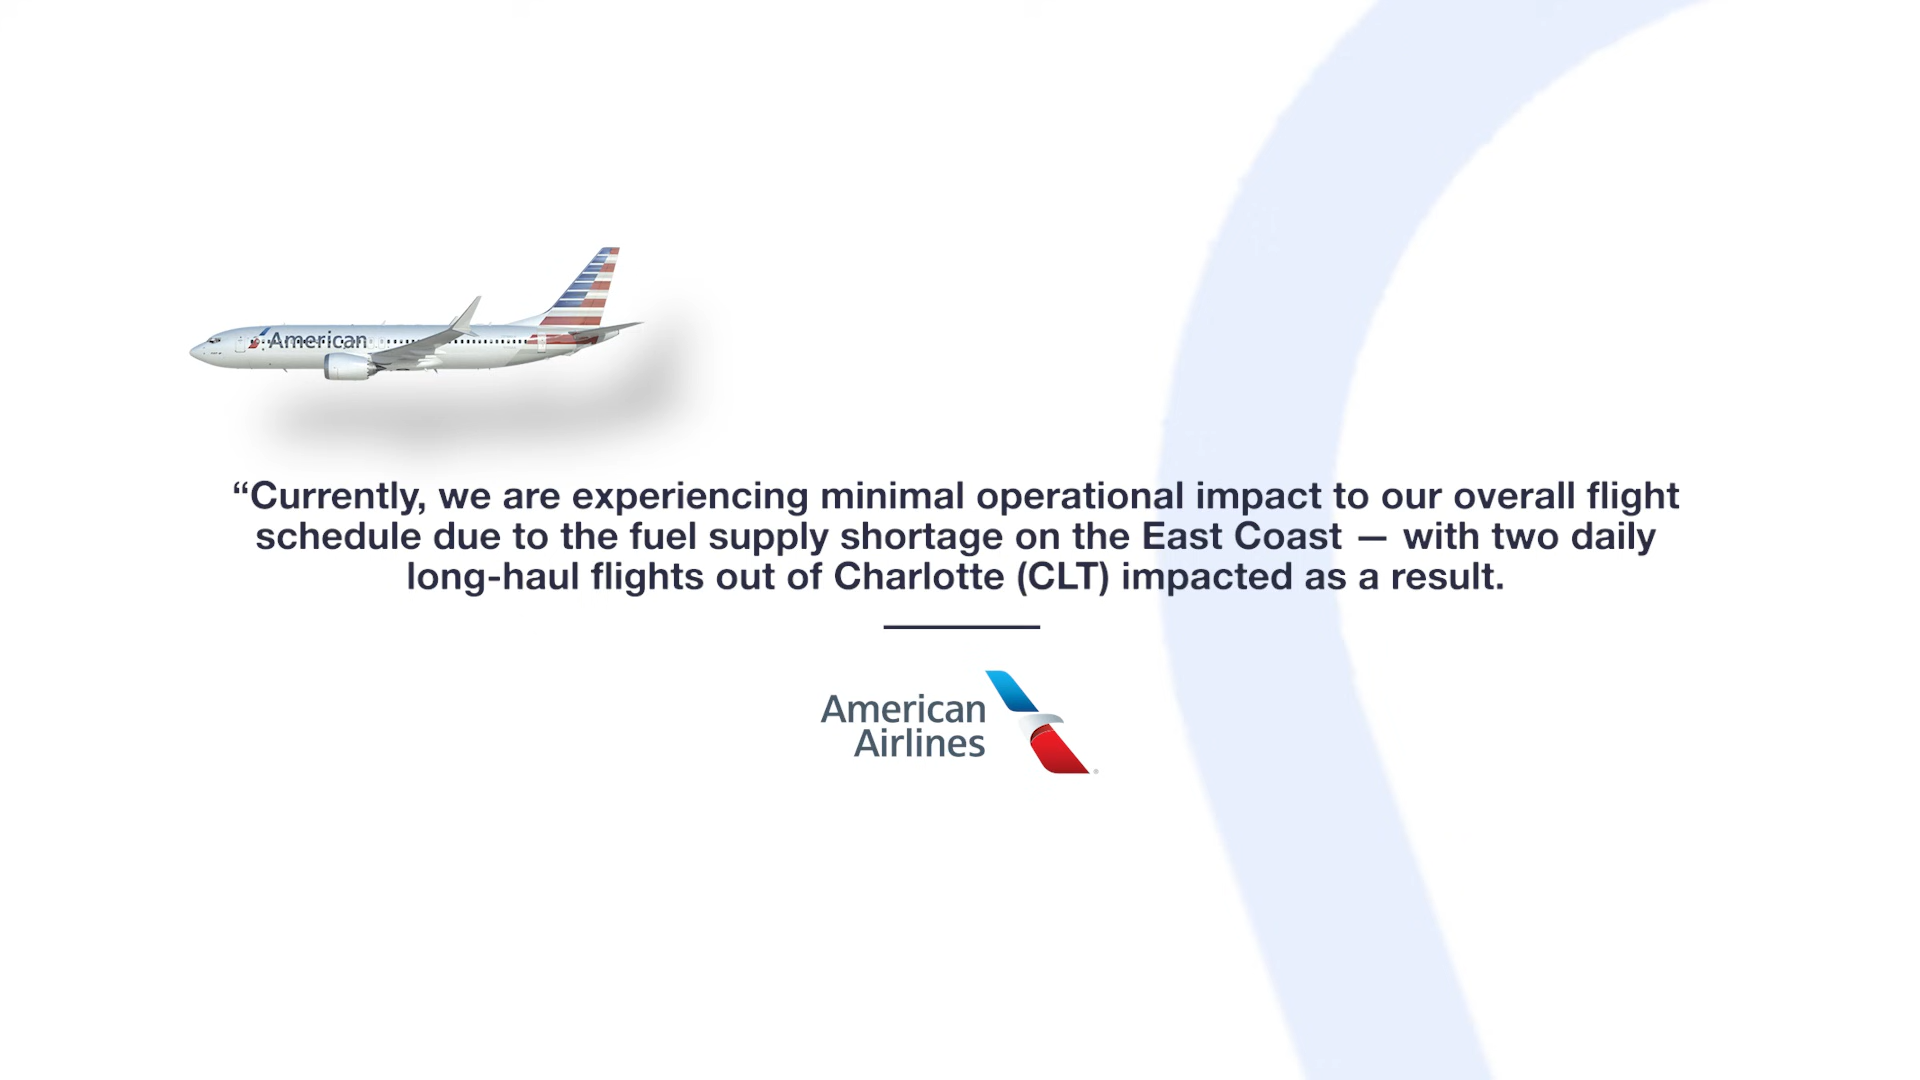 American
“Currently, we are experiencing minimal operational impact to our overall flight
schedule due to the fuel supply shortage on the East Coast — with two daily
long-haul flights out of Charlotte (CLT) impacted as a result.
American
Airlines